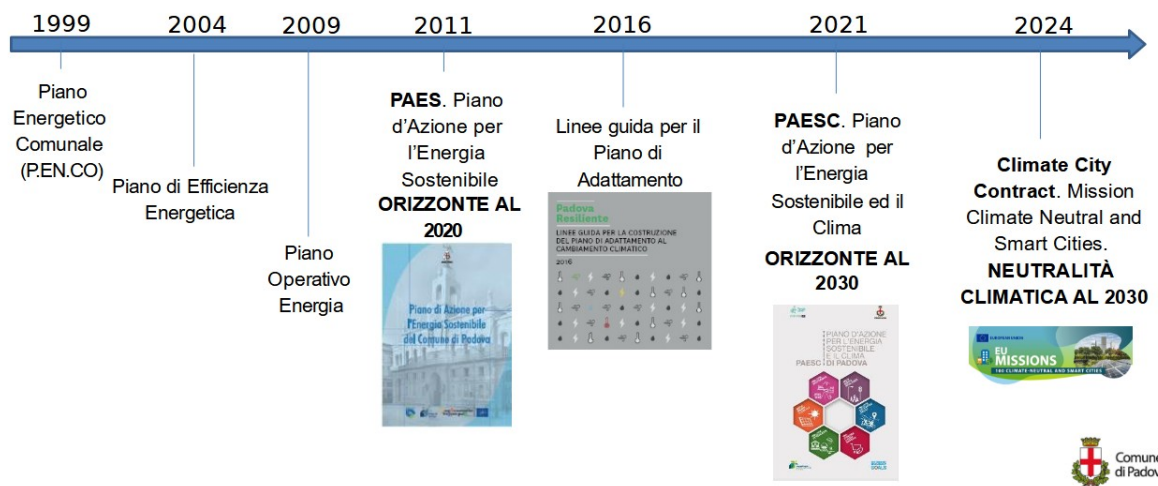 1999
2004
2009
2011
2016
2021
2024
Piano
Energetico
Comunale
(P.EN.CO)
Piano di Efficienza
Energetica
Piano
Operativo
Energia
PAES. Piano
d'Azione per
l'Energia
Sostenibile
ORIZZONTE AL
2020
Piano di Azione per
l'Energia Sostenibile
del Comune di Padova
Linee guida per il
Piano di
Adattamento
Padova
Resiliente
LINEE GUIDA PER LA COSTRUZIONE
DEL PIANO DI ADATTAMENTO AL
CAMBIAMENTO CLIMATICO
2016
PAESC. Piano
d'Azione per
l'Energia
Sostenibile ed il
Clima
ORIZZONTE AL
2030
PIANO D'AZIONE
PER L'ENERGIA
SOSTENIBILE
E IL CLIMA
PAESC DI PADOVA
Climate City
Contract. Mission
Climate Neutral and
Smart Cities.
NEUTRALITÀ
CLIMATICA AL 2030
EU
MISSIONS
100 CLIMATE-NEUTRAL AND SMART CITIES
Comune
di Padov